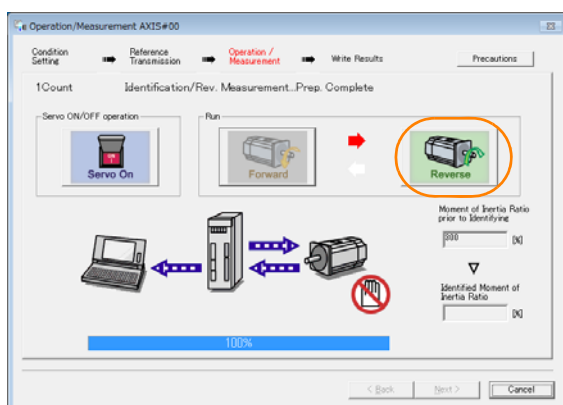 e Operation/Measurement AXIS#00
Condition Setting
Reference Transmission
Operation / Measurement
Write Results
Precautions
1Count
Identification/Rev. Measurement...Prep. Complete
Servo ON/OFF operation
Servo On
Run
Forward
Reverse
Moment of Inertia Ratio
prior to Identifying
300 [%]
Identified Moment of
Inertia Ratio
[%]
100%
< Back
Next >
Cancel